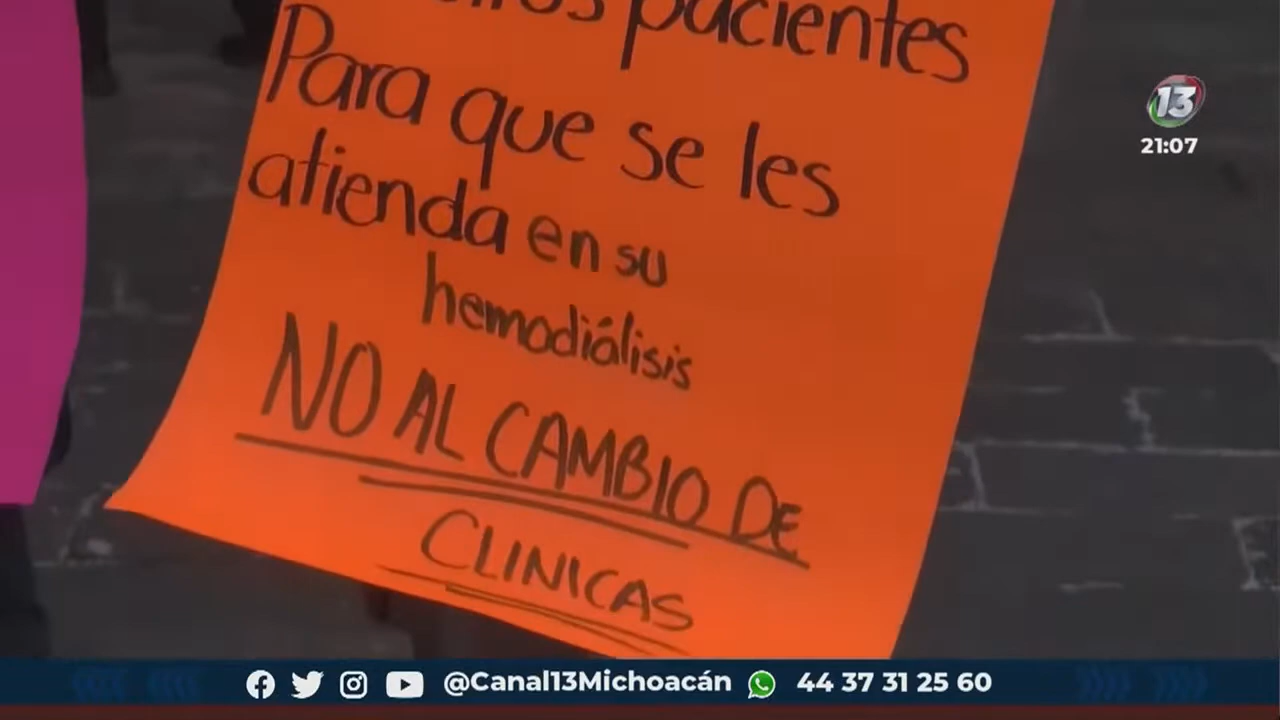 pacientes
Para que se les
atienda en su
hemodiálisis
NO AL CAMBIO DE
CLINICAS
13
21:07
@Canal13Michoacán 44 37 31 25 60